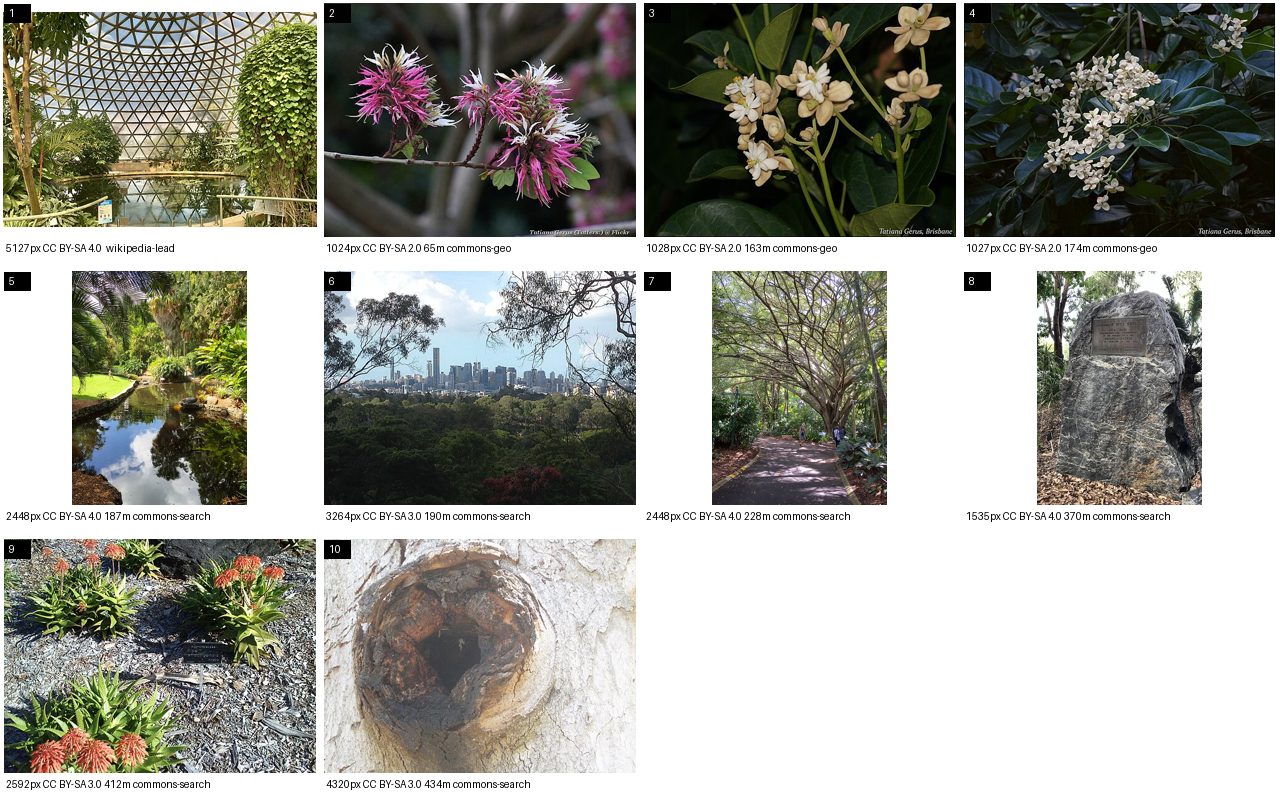 1
2
3
4
Tatiana Gerus (Tatters:) @ Flickr
Tatiana Gerus, Brisbane
Tatiana Gerus, Brisbane
5127px CC BY-SA 4.0 wikipedia-lead
1024px CC BY-SA 2.0 65m commons-geo
1028px CC BY-SA 2.0 163m commons-geo
1027px CC BY-SA 2.0 174m commons-geo
5
6
7
8
2448px CC BY-SA 4.0 187m commons-search
3264px CC BY-SA 3.0 190m commons-search
2448px CC BY-SA 4.0 228m commons-search
1535px CC BY-SA 4.0 370m commons-search
9
10
2592px CC BY-SA 3.0 412m commons-search
4320px CC BY-SA 3.0 434m commons-search